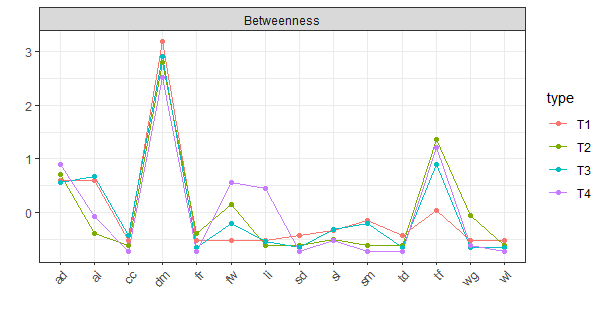 Betweenness
3
2
1
0
ad
ai
cc
dm
fr
fw
li
sd
sl
sm
td
tf
wg
wl
type
T1
T2
T3
T4